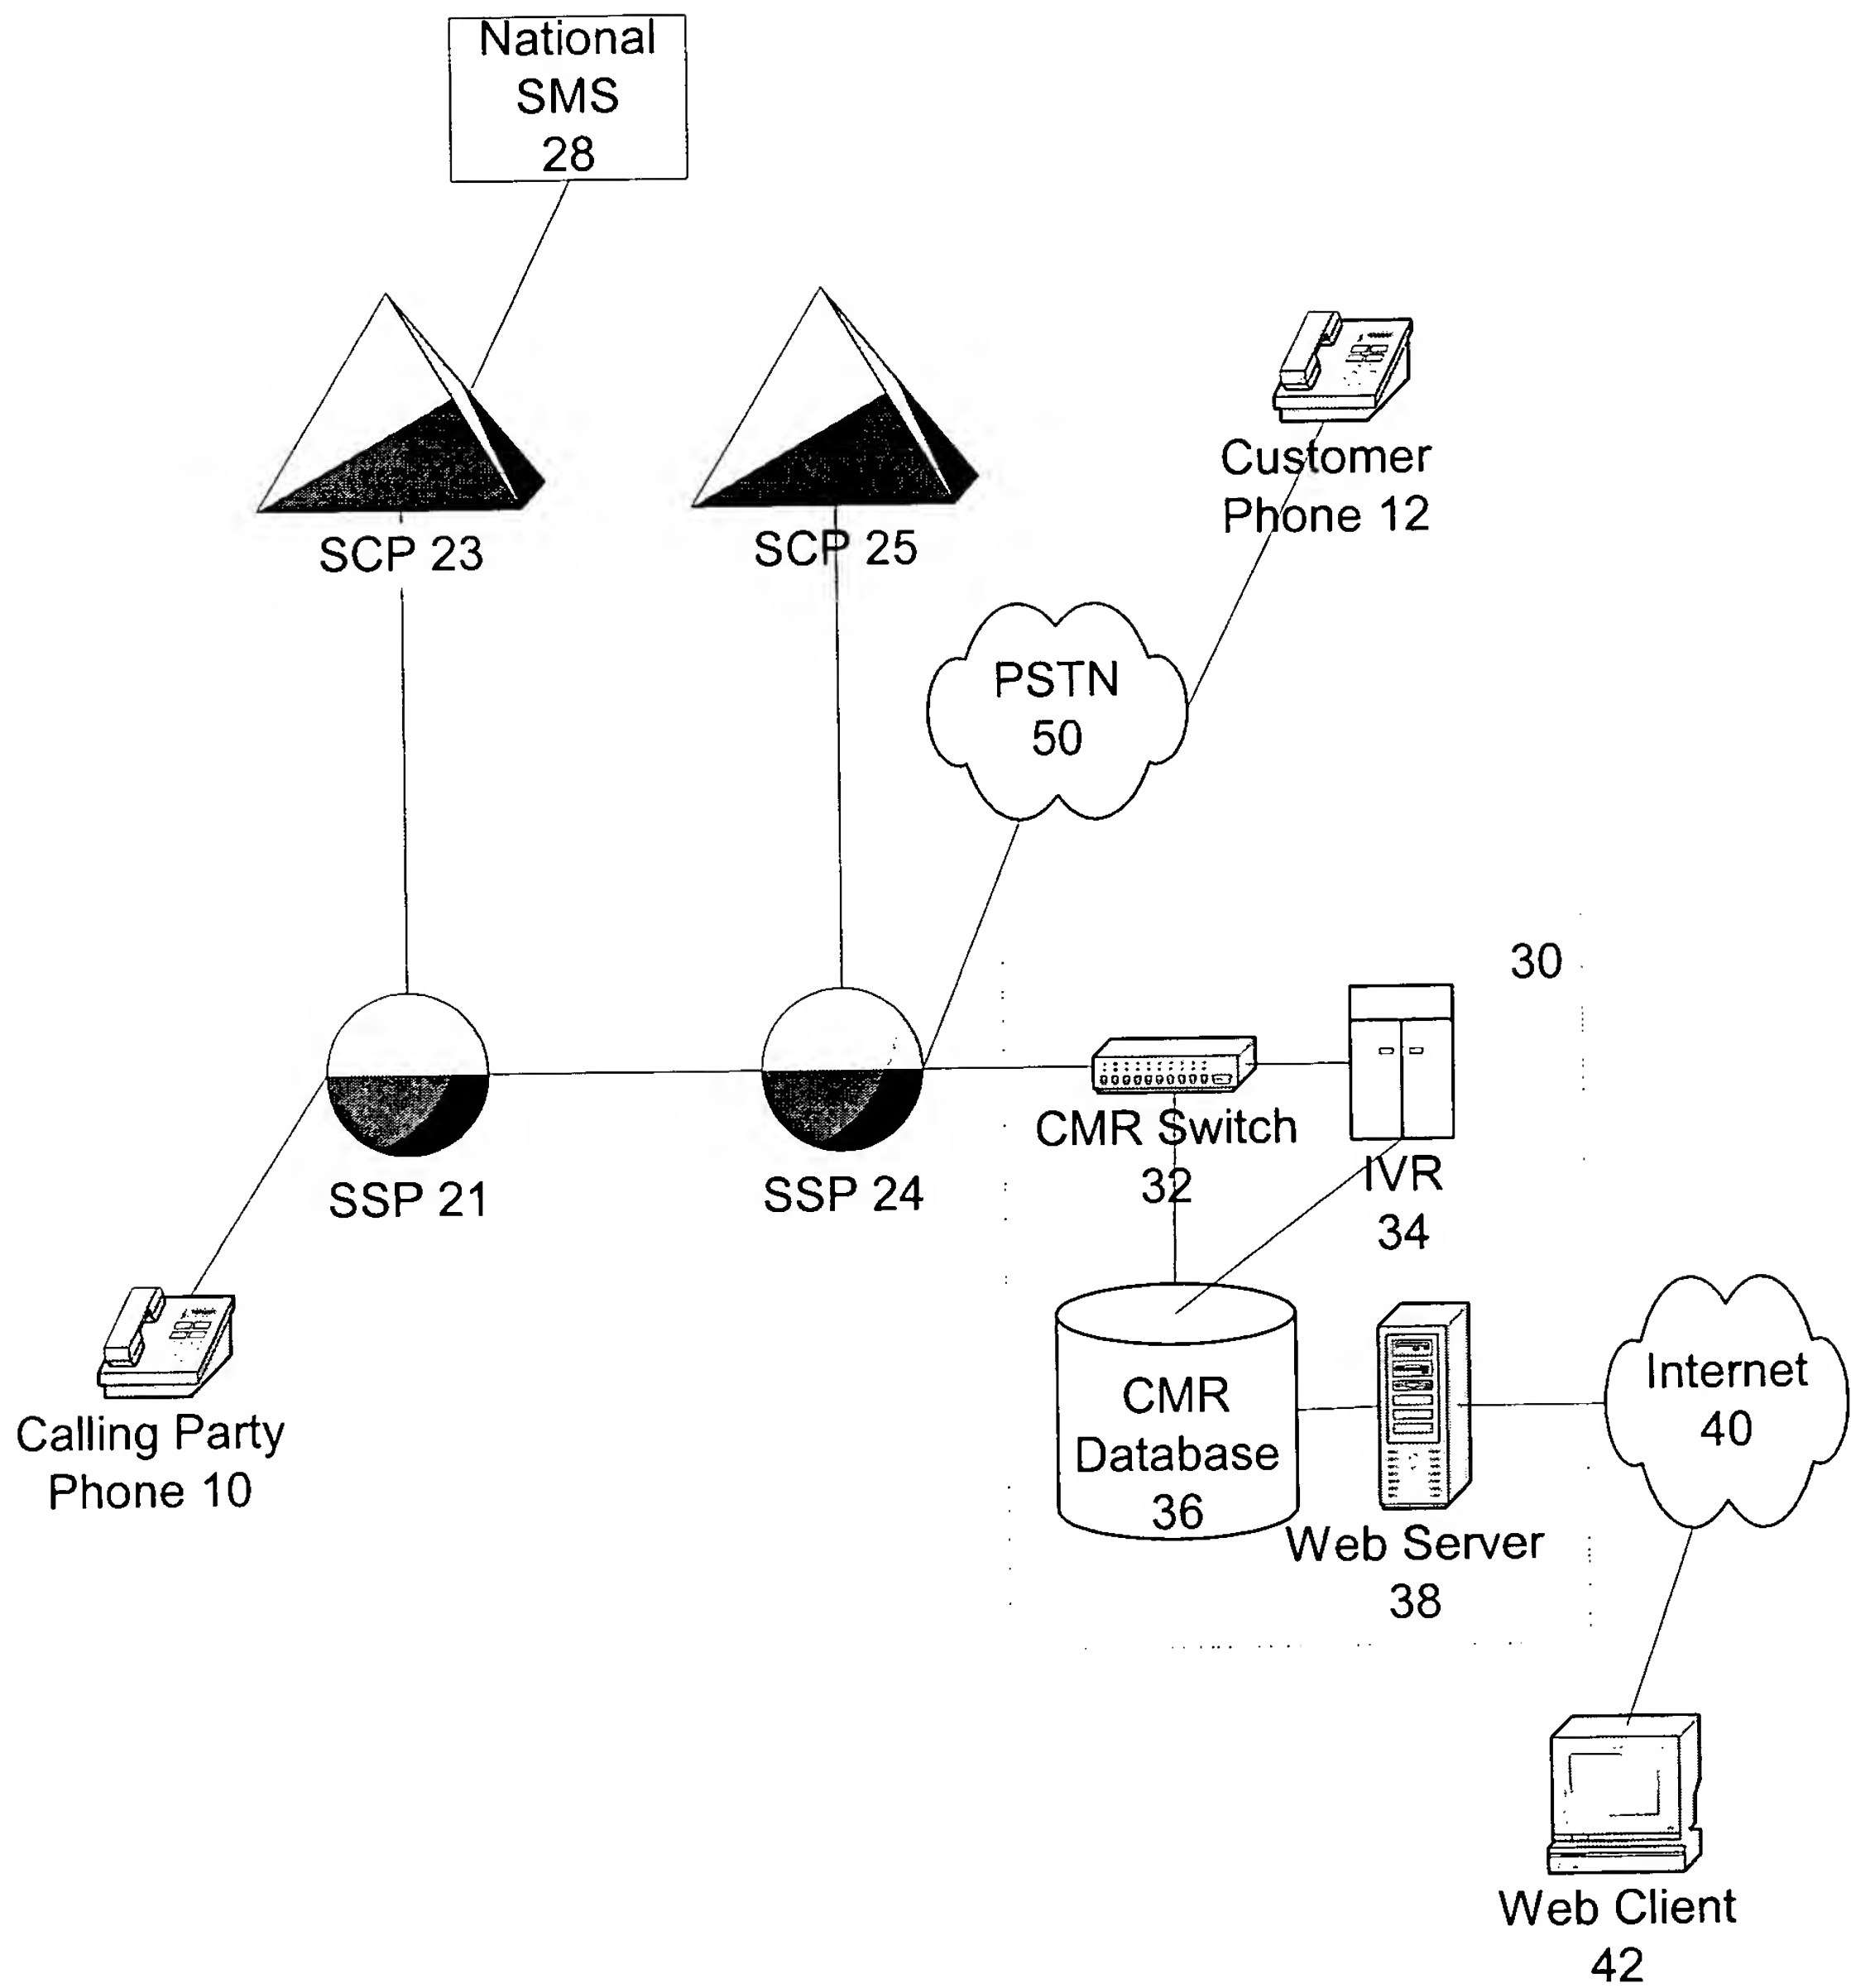 National
SMS
28
SCP 23
SCP 25
Customer
Phone 12
PSTN
50
30
SSP 21
SSP 24
CMR Switch
32
IVR
34
Calling Party
Phone 10
CMR
Database
36
Web Server
38
Internet
40
Web Client
42